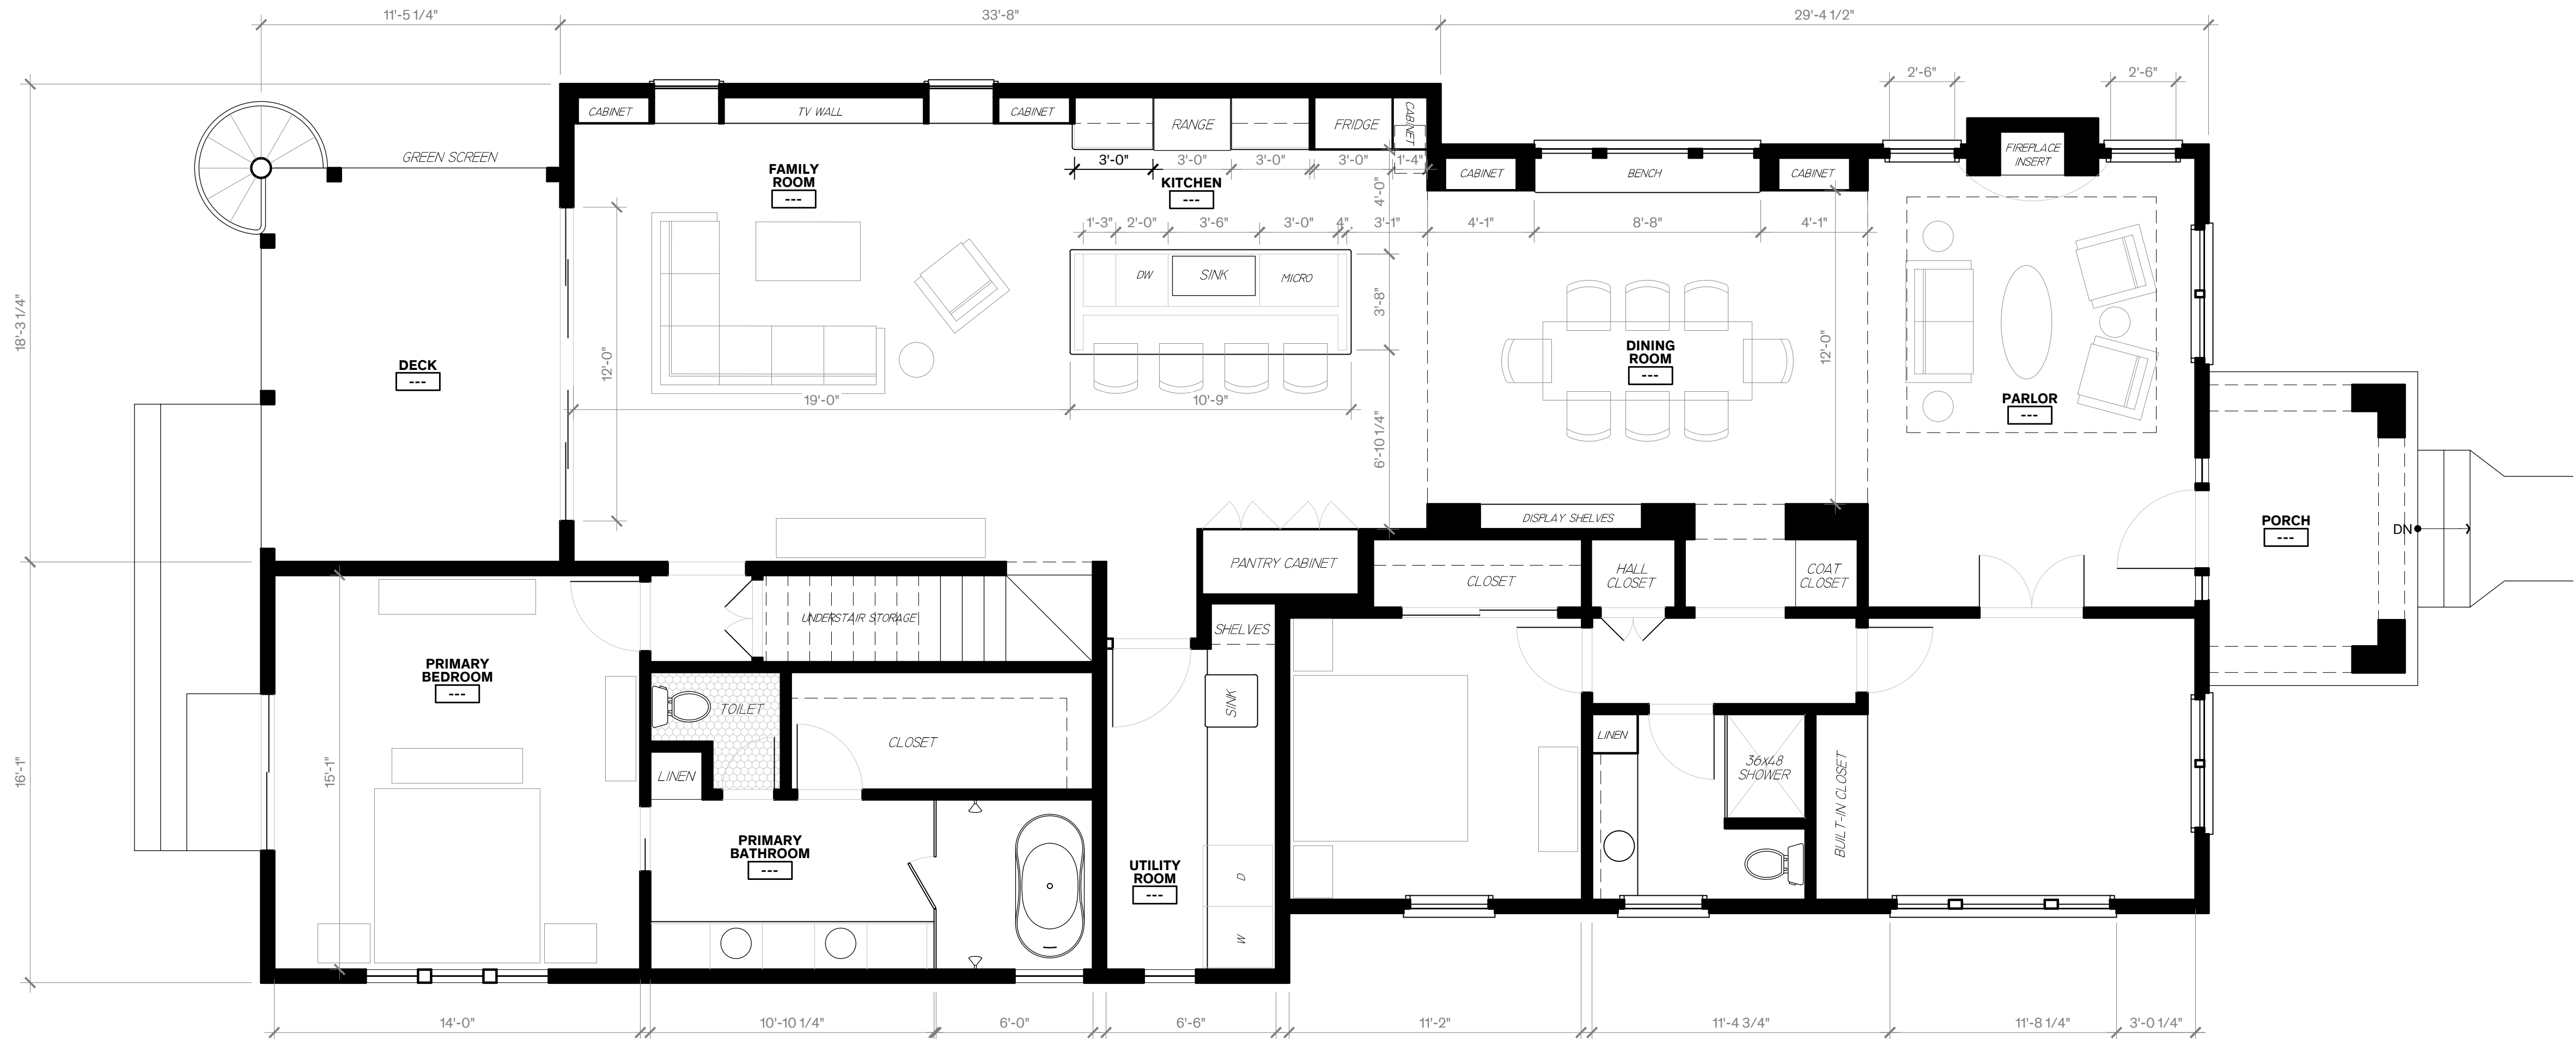 11'-5 1/4"
33'-8"
29'-4 1/2"
2'-6"
2'-6"
CABINET
TV WALL
CABINET
RANGE
FRIDGE
CABINET
FIREPLACE
INSERT
GREEN SCREEN
3'-0"
3'-0"
3'-0"
3'-0"
1'-4"
FAMILY
ROOM
---
KITCHEN
---
CABINET
BENCH
CABINET
4'-0"
1'-3"
2'-0"
3'-6"
3'-0"
4"
3'-1"
4'-1"
8'-8"
4'-1"
DW
SINK
MICRO
3'-8"
18'-3 1/4"
12'-0"
12'-0"
DECK
---
DINING
ROOM
---
PARLOR
---
19'-0"
10'-9"
6'-10 1/4"
DISPLAY SHELVES
PORCH
---
DN
PANTRY CABINET
CLOSET
HALL
CLOSET
COAT
CLOSET
UNDERSTAIR STORAGE
SHELVES
PRIMARY
BEDROOM
---
TOILET
SINK
CLOSET
LINEN
LINEN
36x48
SHOWER
16'-1"
15'-1"
BUILT-IN CLOSET
PRIMARY
BATHROOM
---
UTILITY
ROOM
---
D
W
14'-0"
10'-10 1/4"
6'-0"
6'-6"
11'-2"
11'-4 3/4"
11'-8 1/4"
3'-0 1/4"